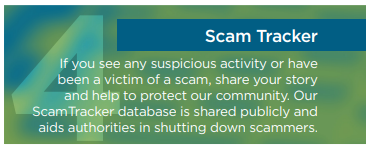 4
Scam Tracker
If you see any suspicious activity or have
been a victim of a scam, share your story
and help to protect our community. Our
ScamTracker database is shared publicly and
aids authorities in shutting down scammers.